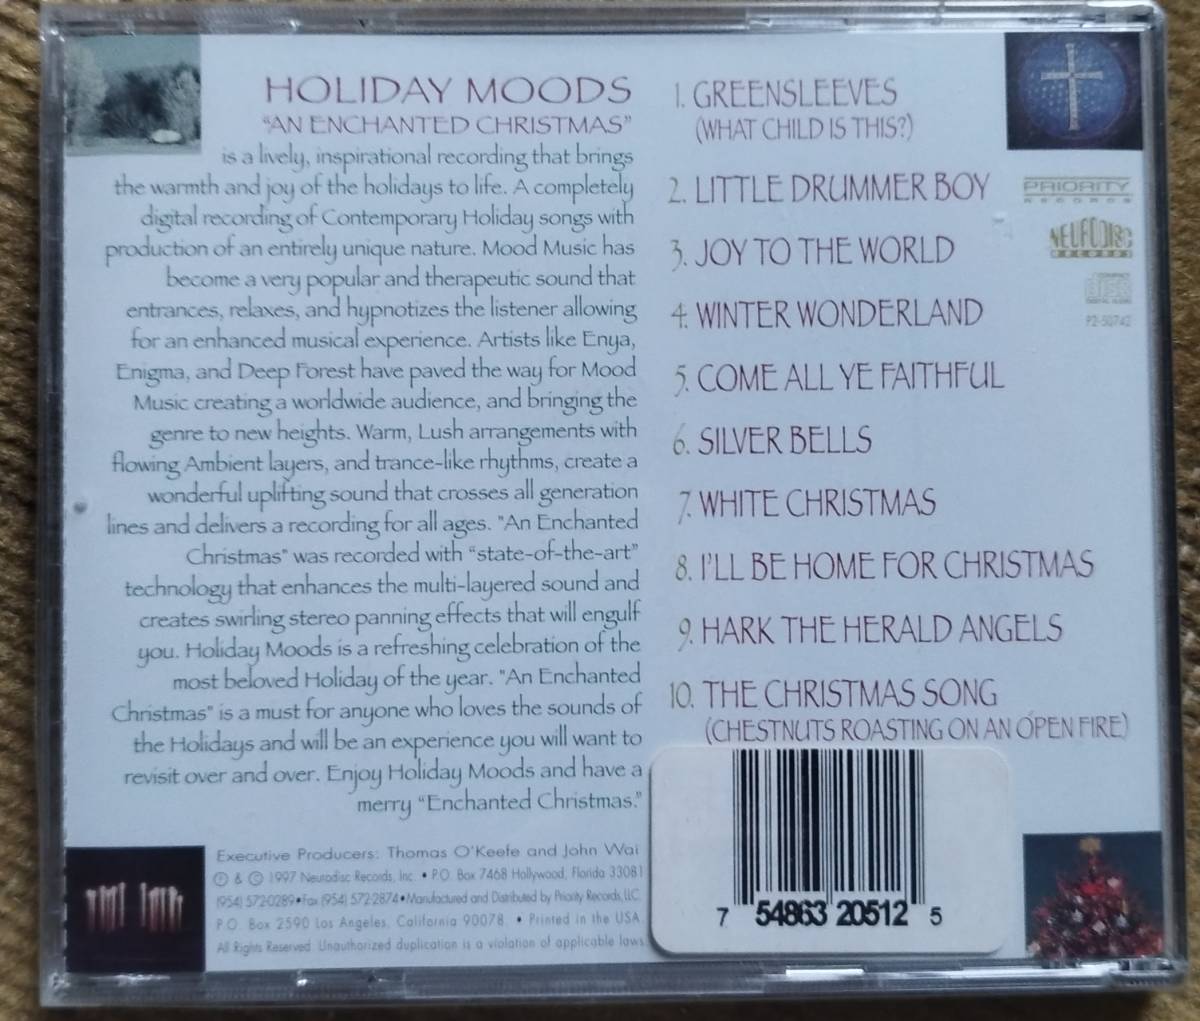 HOLIDAY MOODS
"AN ENCHANTED CHRISTMAS"
is a lively, inspirational recording that brings
the warmth and joy of the holidays to life. A completely
digital recording of Contemporary Holiday songs with
production of an entirely unique nature. Mood Music has
become a very popular and therapeutic sound that
entrances, relaxes, and hypnotizes the listener allowing
for an enhanced musical experience. Artists like Enya,
Enigma, and Deep Forest have paved the way for Mood
Music creating a worldwide audience, and bringing the
genre to new heights. Warm, Lush arrangements with
flowing Ambient layers, and trance-like rhythms, create a
wonderful uplifting sound that crosses all generation
lines and delivers a recording for all ages. "An Enchanted
Christmas" was recorded with "state-of-the-art"
technology that enhances the multi-layered sound and
creates swirling stereo panning effects that will engulf
you. Holiday Moods is a refreshing celebration of the
most beloved Holiday of the year. "An Enchanted
Christmas" is a must for anyone who loves the sounds of
the Holidays and will be an experience you will want to
revisit over and over. Enjoy Holiday Moods and have a
merry "Enchanted Christmas."
Executive Producers: Thomas O'Keefe and John Wai
Ⓟ & © 1997 Neurodisc Records, Inc. • P.O. Box 7468 Hollywood, Florida 33081
(954) 572-0289•Fax (954) 572-2874•Manufactured and Distributed by Priority Records, LLC.
P.O. Box 2590 Los Angeles, California 90078. • Printed in the USA.
All Rights Reserved. Unauthorized duplication is a violation of applicable laws.
1. GREENSLEEVES
(WHAT CHILD IS THIS?)
2. LITTLE DRUMMER BOY
3. JOY TO THE WORLD
4. WINTER WONDERLAND
5. COME ALL YE FAITHFUL
6. SILVER BELLS
7. WHITE CHRISTMAS
8. I'LL BE HOME FOR CHRISTMAS
9. HARK THE HERALD ANGELS
10. THE CHRISTMAS SONG
(CHESTNUTS ROASTING ON AN OPEN FIRE)
PRIORITY
RECORDS
NEURODISC
RECORDS
COMPACT
disc
DIGITAL AUDIO
P2-50742
7 54863 20512 5